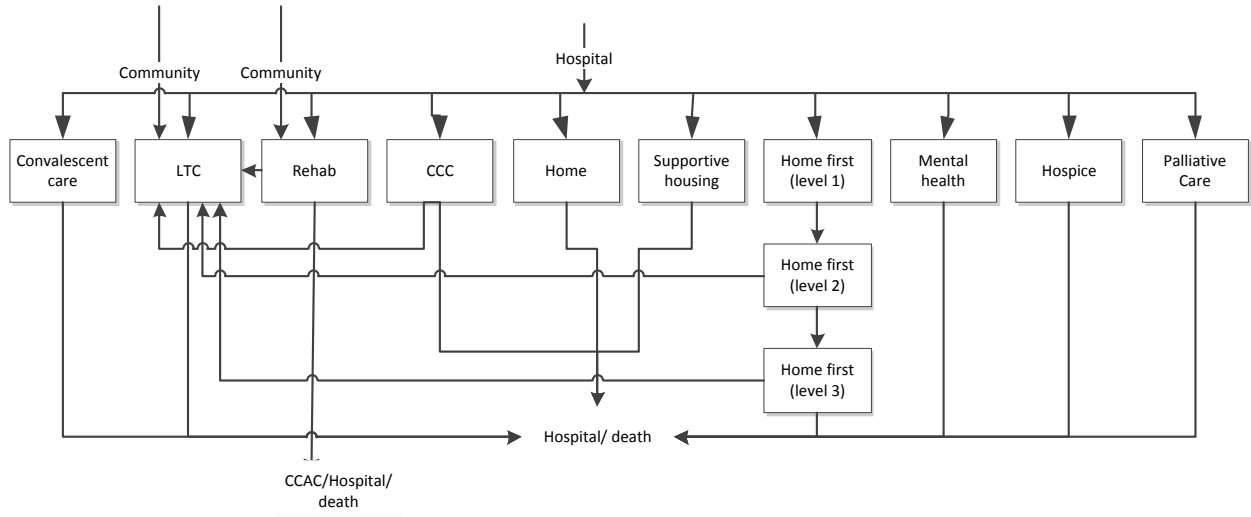 Hospital
Community
Community
Convalescent
care
LTC
Rehab
CCC
Home
Supportive
housing
Home first
(level 1)
Mental
health
Hospice
Palliative
Care
Home first
(level 2)
Home first
(level 3)
Hospital/ death
CCAC/Hospital/
death